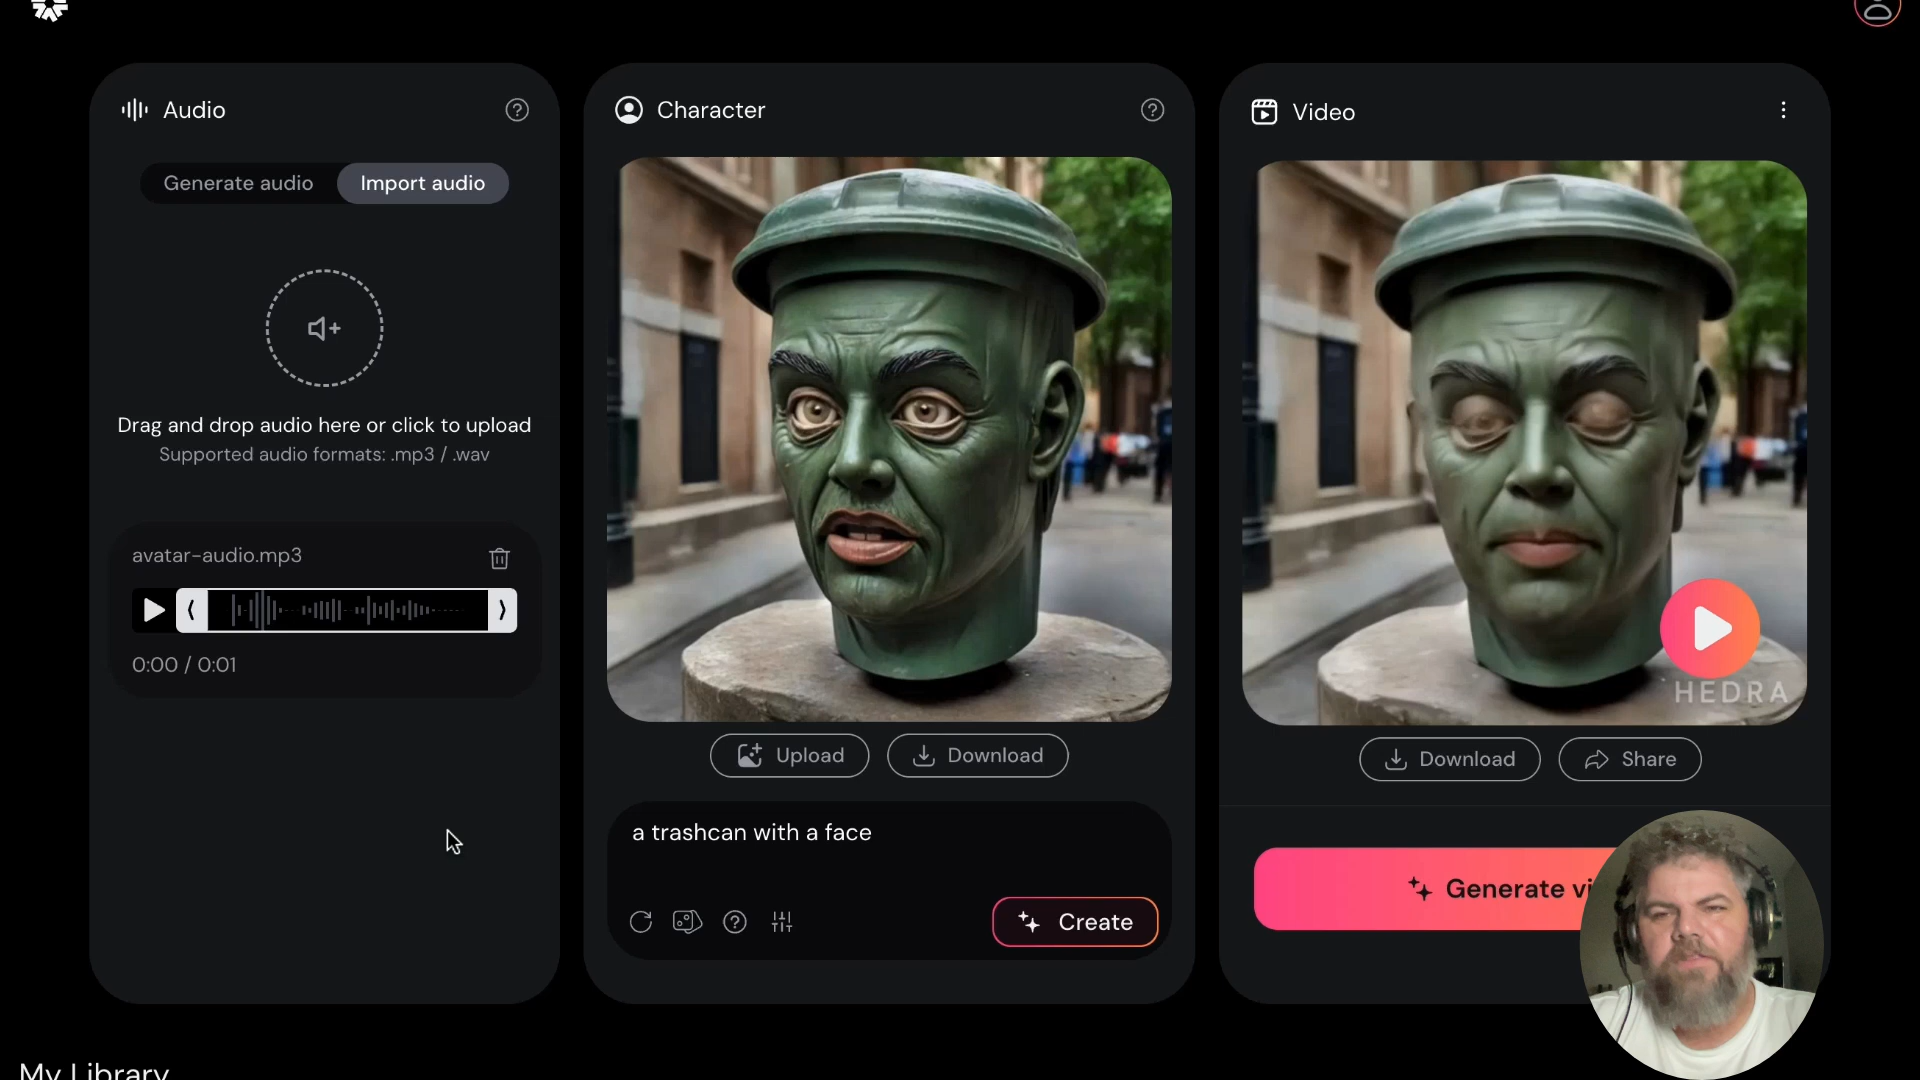 Audio
Generate audio
Import audio
Drag and drop audio here or click to upload
Supported audio formats: .mp3 / .wav
avatar-audio.mp3
0:00 / 0:01
Character
Upload
Download
a trashcan with a face
Create
Video
HEDRA
Download
Share
Generate vi
My Library